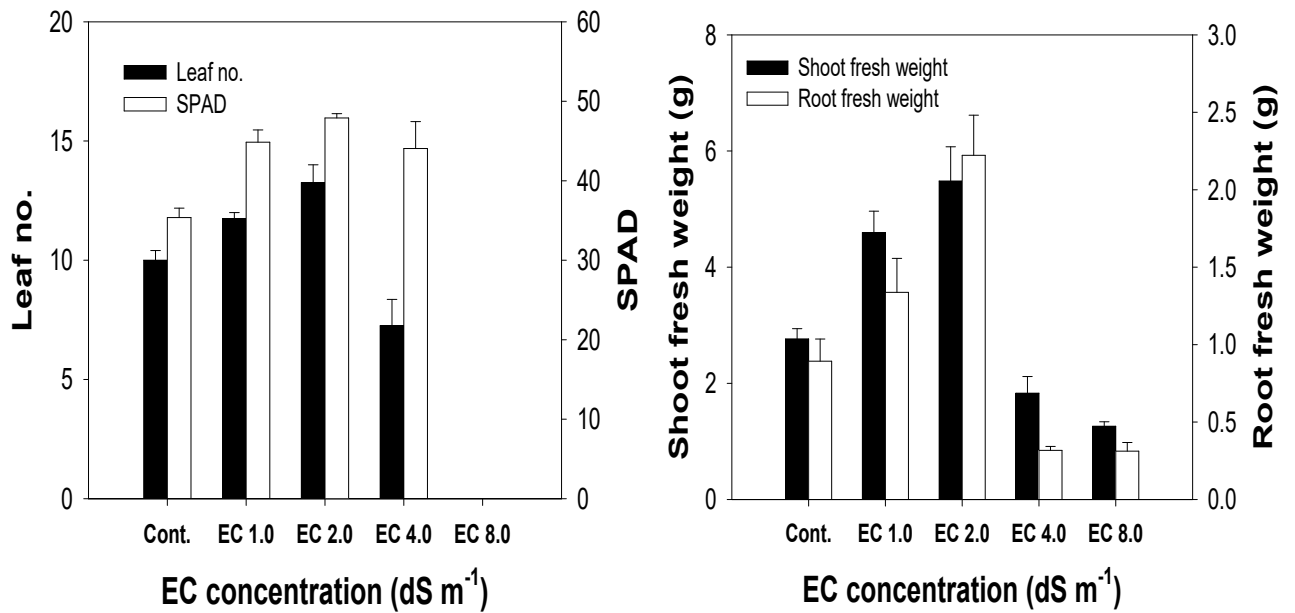 20
15
10
5
0
Leaf no.
Leaf no.
SPAD
60
50
40
30
20
10
0
SPAD
Cont. EC 1.0 EC 2.0 EC 4.0 EC 8.0
EC concentration (dS m⁻¹)
8
6
4
2
0
Shoot fresh weight (g)
Shoot fresh weight
Root fresh weight
3.0
2.5
2.0
1.5
1.0
0.5
0.0
Root fresh weight (g)
Cont. EC 1.0 EC 2.0 EC 4.0 EC 8.0
EC concentration (dS m⁻¹)